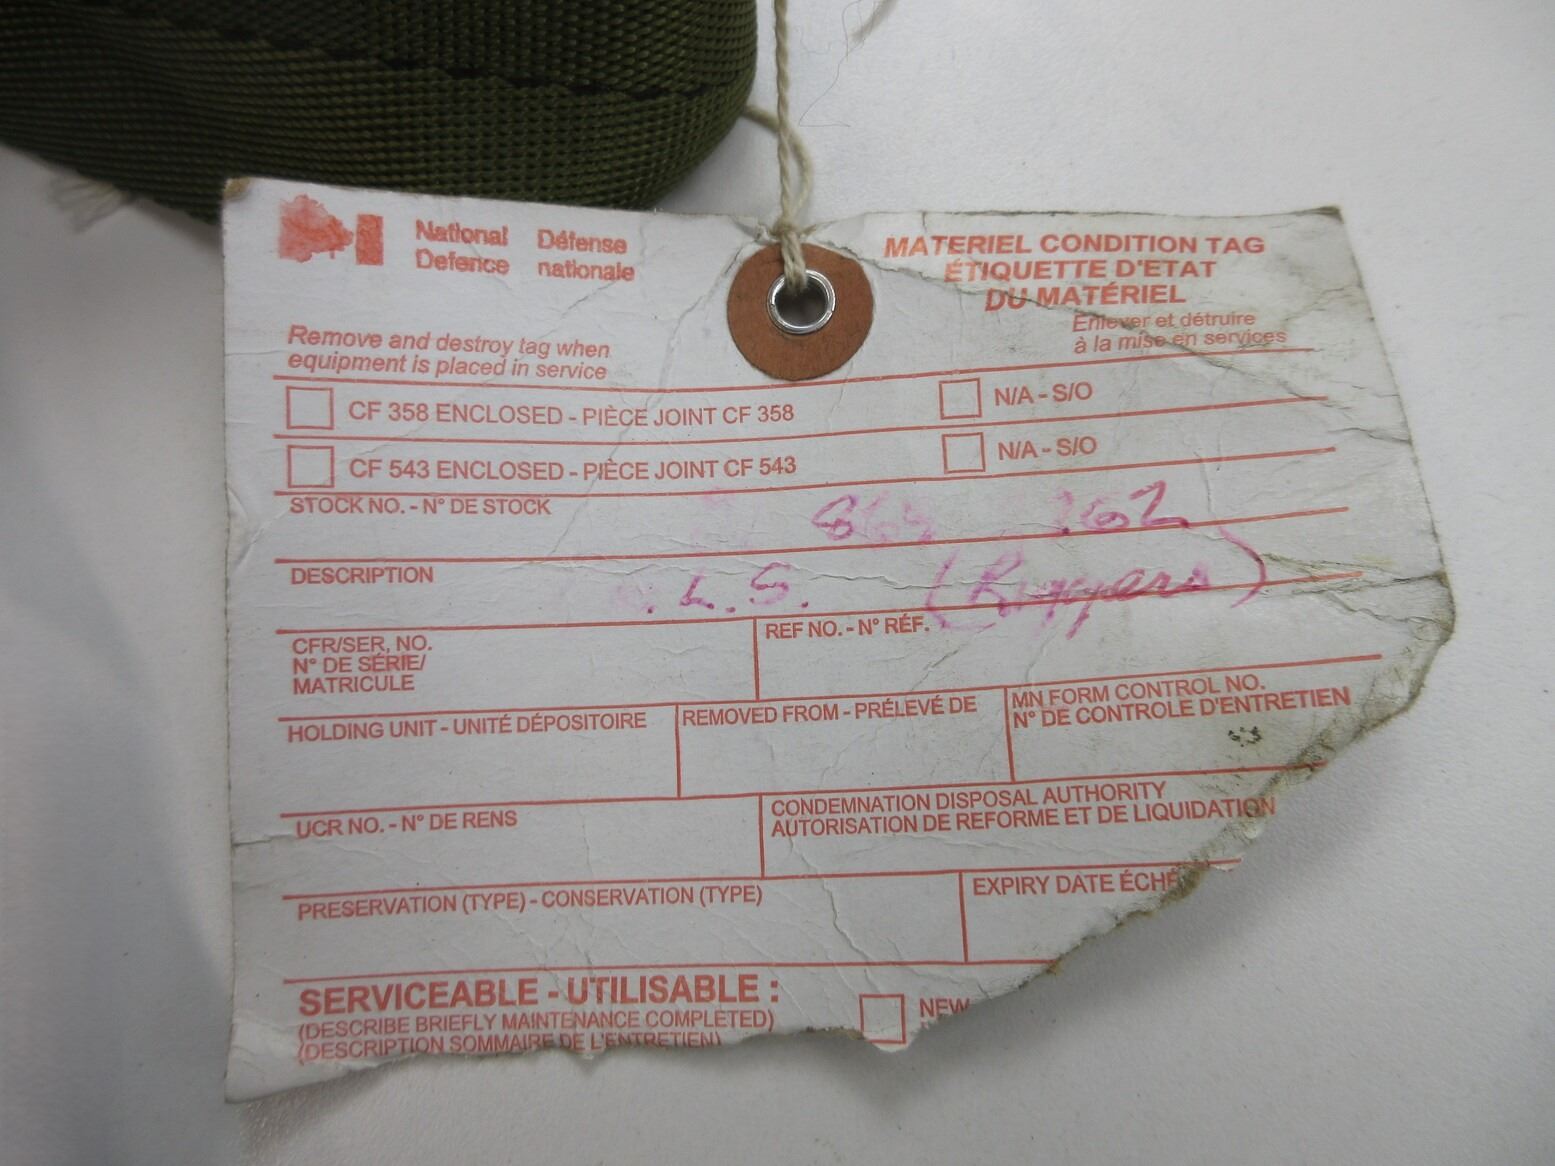 National Défense
Defence nationale
MATERIEL CONDITION TAG
ÉTIQUETTE D'ETAT
DU MATÉRIEL
Enlever et détruire
à la mise en services
Remove and destroy tag when
equipment is placed in service
CF 358 ENCLOSED - PIÈCE JOINT CF 358
N/A - S/O
CF 543 ENCLOSED - PIÈCE JOINT CF 543
N/A - S/O
STOCK NO. - N° DE STOCK
262
DESCRIPTION
. L. S. (Riggers)
CFR/SER, NO.
N° DE SÉRIE/
MATRICULE
REF NO. - N° RÉF.
HOLDING UNIT - UNITÉ DÉPOSITOIRE
REMOVED FROM - PRÉLEVÉ DE
MN FORM CONTROL NO.
N° DE CONTROLE D'ENTRETIEN
UCR NO. - N° DE RENS
CONDEMNATION DISPOSAL AUTHORITY
AUTORISATION DE REFORME ET DE LIQUIDATION
PRESERVATION (TYPE) - CONSERVATION (TYPE)
EXPIRY DATE ÉCHÉ
SERVICEABLE - UTILISABLE :
(DESCRIBE BRIEFLY MAINTENANCE COMPLETED)
(DESCRIPTION SOMMAIRE DE L'ENTRETIEN)
NEW